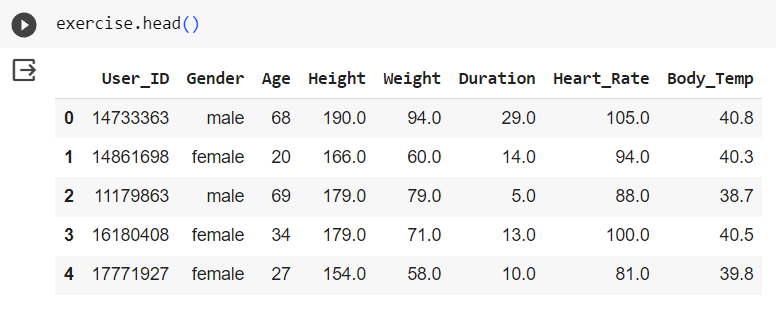 exercise.head()
User_ID Gender Age Height Weight Duration Heart_Rate Body_Temp
0 14733363 male 68 190.0 94.0 29.0 105.0 40.8
1 14861698 female 20 166.0 60.0 14.0 94.0 40.3
2 11179863 male 69 179.0 79.0 5.0 88.0 38.7
3 16180408 female 34 179.0 71.0 13.0 100.0 40.5
4 17771927 female 27 154.0 58.0 10.0 81.0 39.8